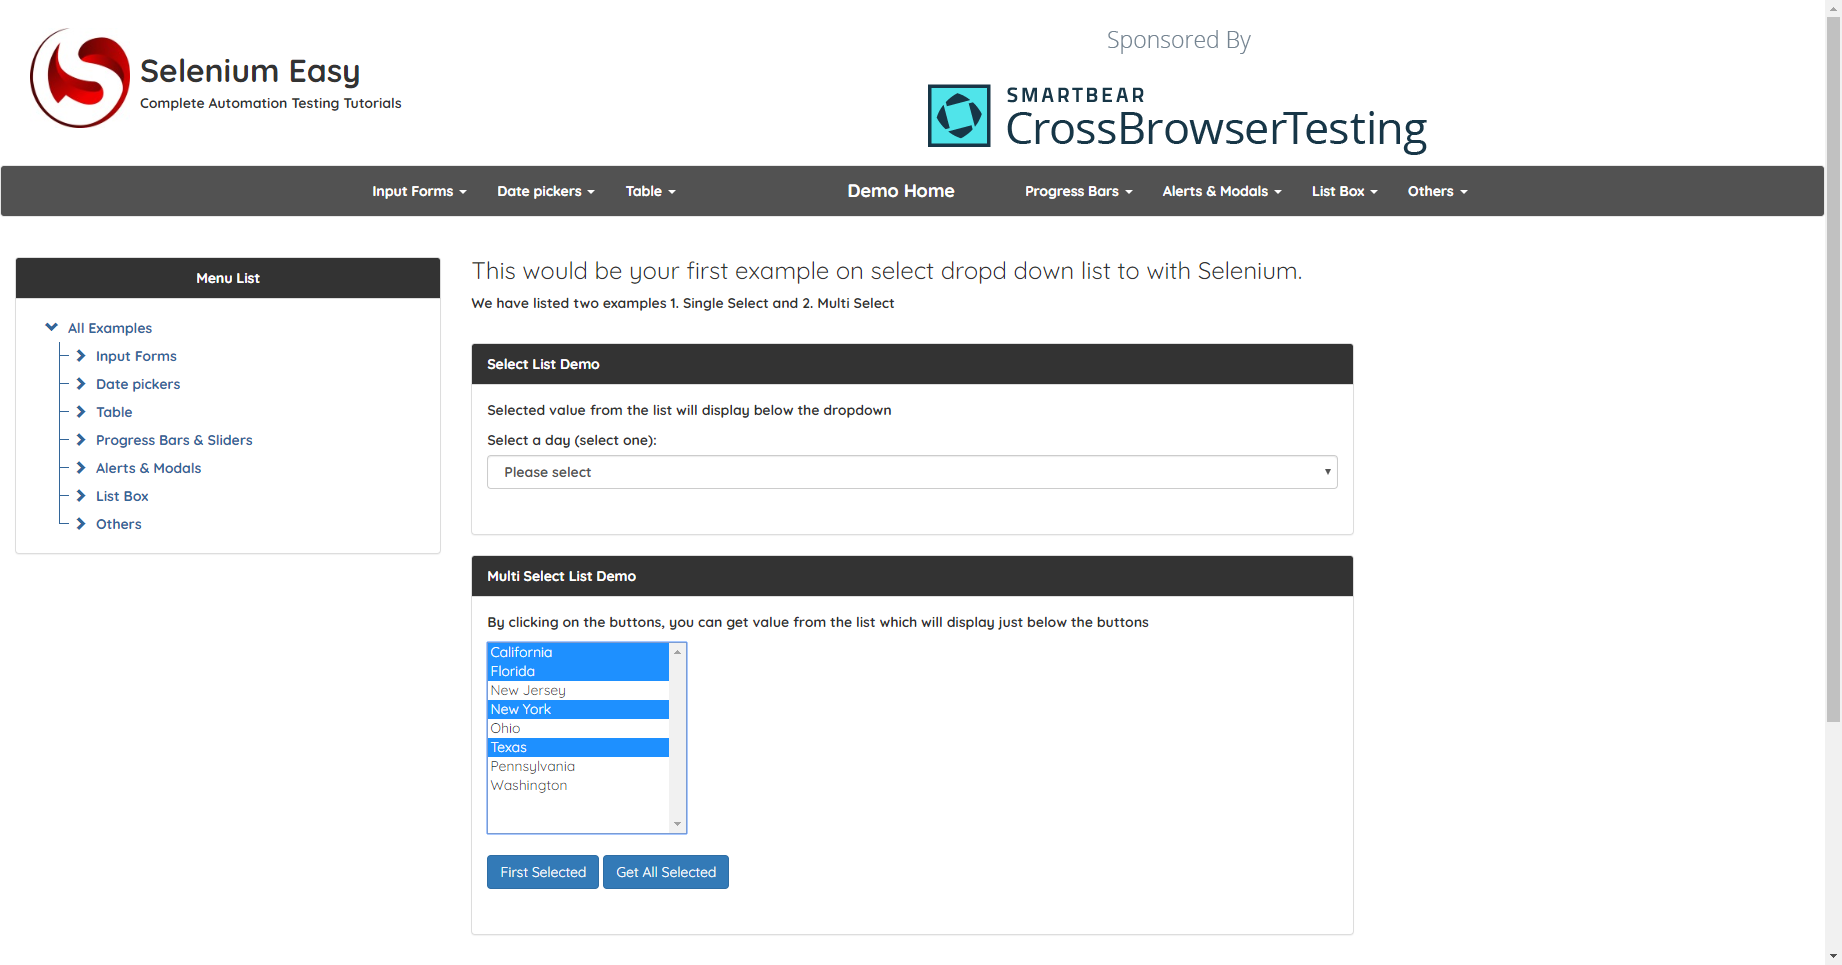 Selenium Easy
Complete Automation Testing Tutorials
Sponsored By
SMARTBEAR
CrossBrowserTesting
Input Forms Date pickers Table Demo Home Progress Bars Alerts & Modals List Box Others
Menu List
All Examples
Input Forms
Date pickers
Table
Progress Bars & Sliders
Alerts & Modals
List Box
Others
This would be your first example on select dropd down list to with Selenium.
We have listed two examples 1. Single Select and 2. Multi Select
Select List Demo
Selected value from the list will display below the dropdown
Select a day (select one):
Please select
Multi Select List Demo
By clicking on the buttons, you can get value from the list which will display just below the buttons
California
Florida
New Jersey
New York
Ohio
Texas
Pennsylvania
Washington
First Selected Get All Selected